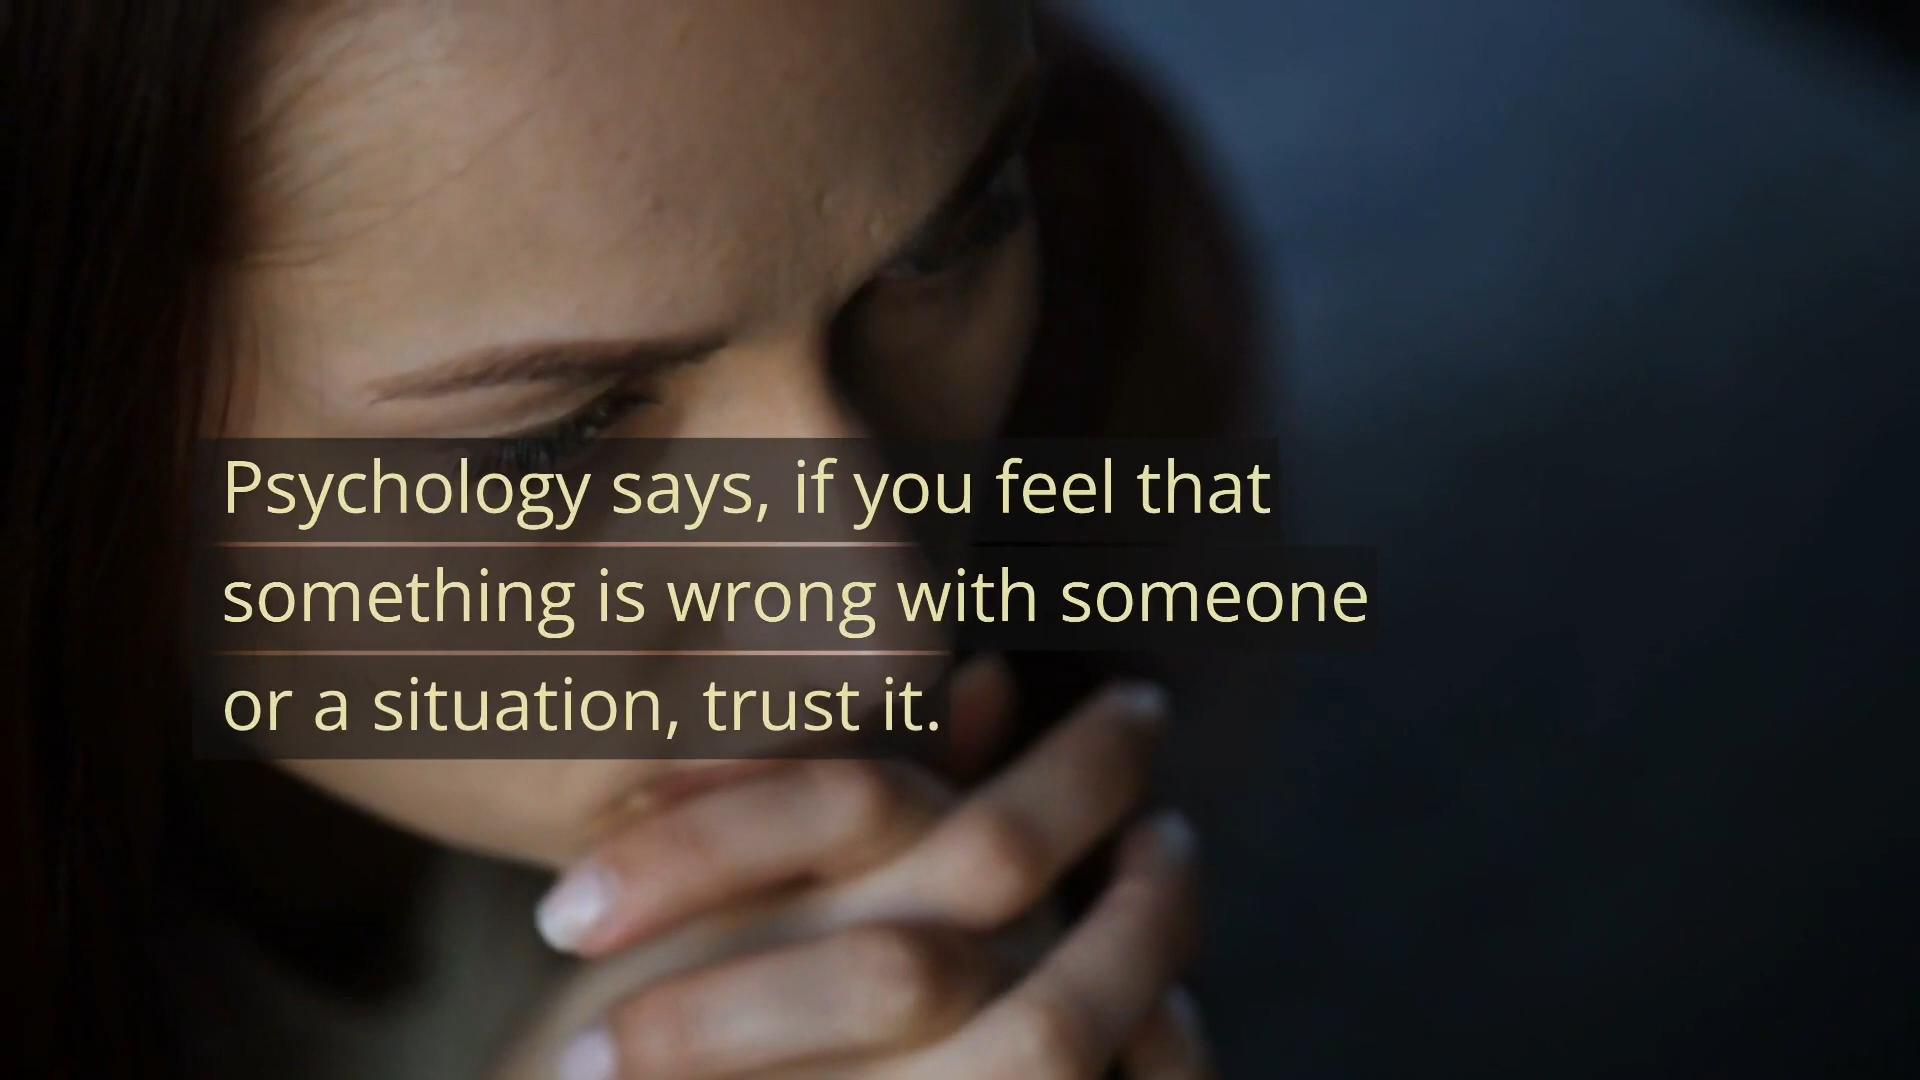 Psychology says, if you feel that
something is wrong with someone
or a situation, trust it.